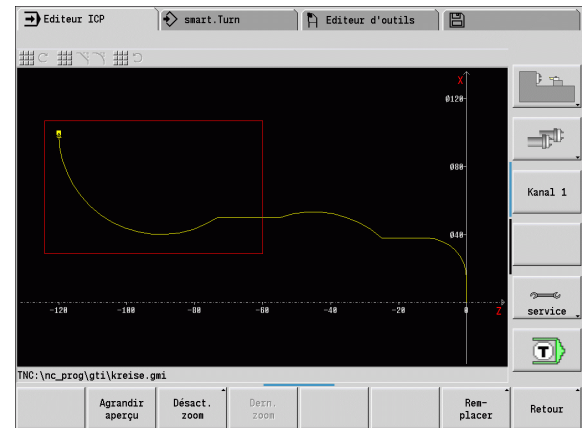 Editeur ICP
smart.Turn
Editeur d'outils
X
Ø120
Ø80
Ø40
-120 -100 -80 -60 -40 -20 0 Z
TNC:\nc_prog\gti\kreise.gmi
Kanal 1
service
T
Agrandir
aperçu
Désact.
zoom
Dern.
zoom
Rem-
placer
Retour